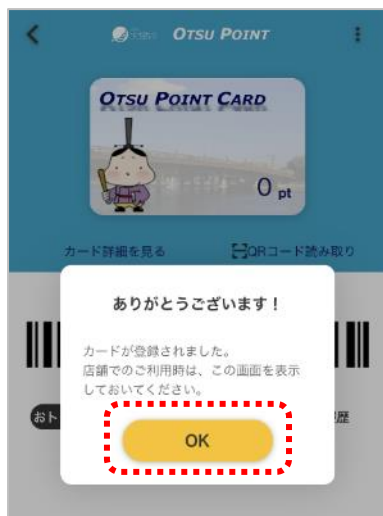 OTSU POINT
OTSU POINT CARD
0 pt
カード詳細を見る
QRコード読み取り
ありがとうございます！
カードが登録されました。
店舗でのご利用時は、この画面を表示
しておいてください。
おト
歴
OK